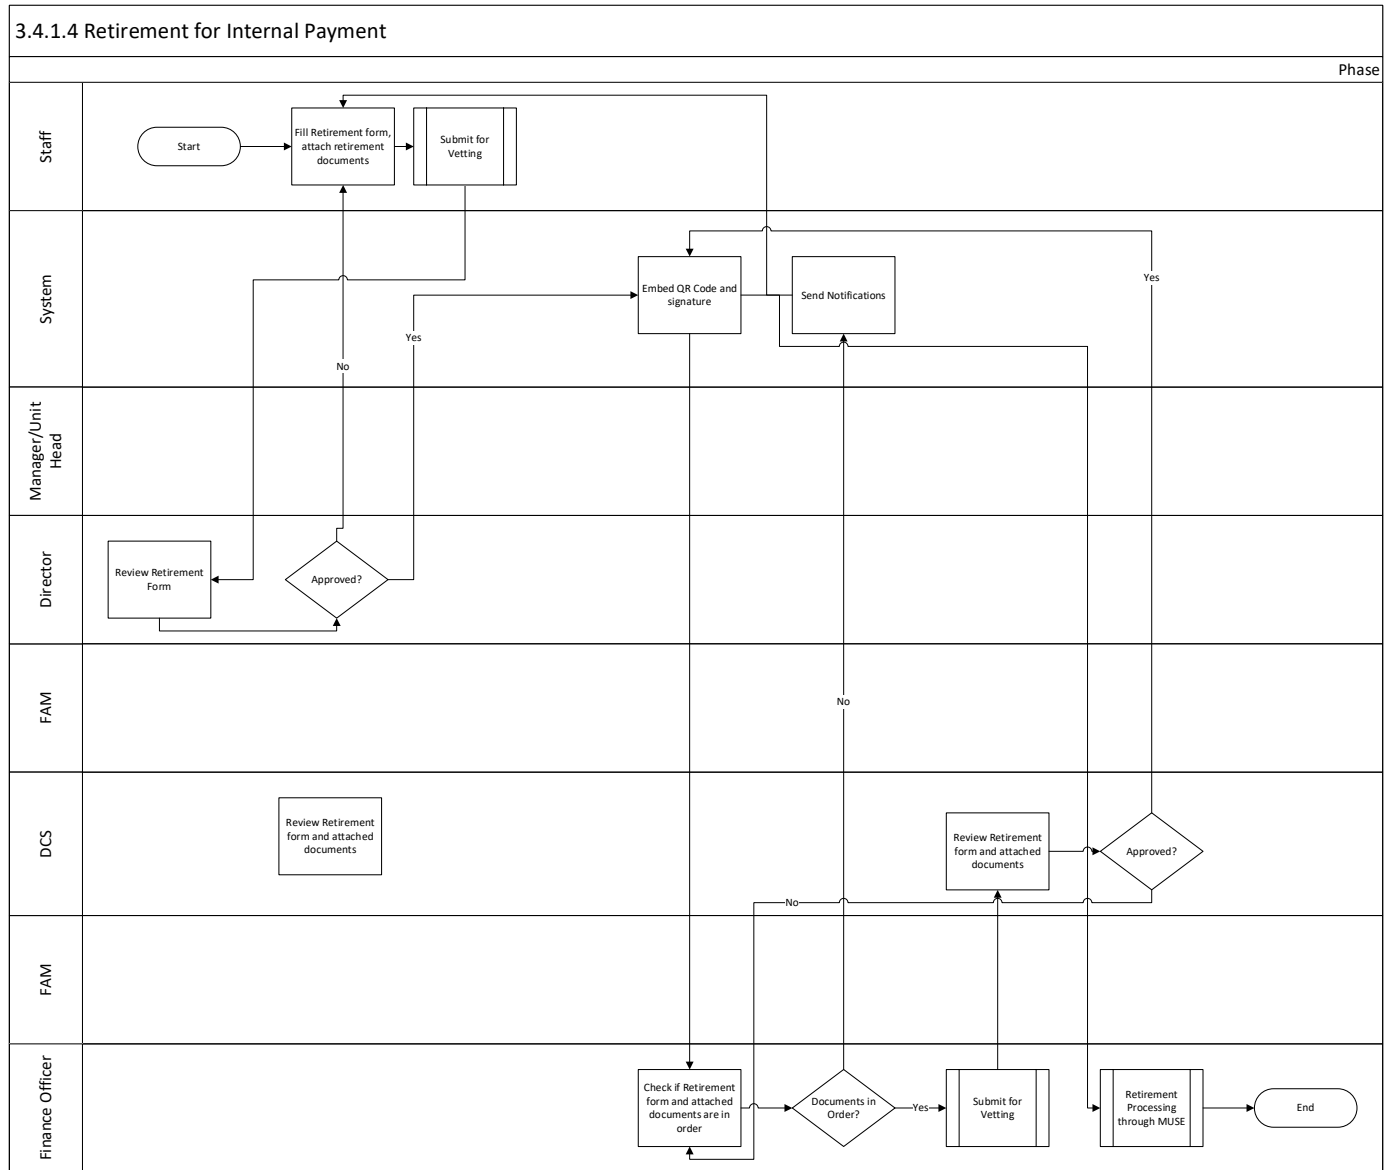 3.4.1.4 Retirement for Internal Payment
Phase
Staff
Start
Fill Retirement form,
attach retirement
documents
Submit for
Vetting
System
Embed QR Code and
signature
Send Notifications
Yes
Yes
No
Manager/Unit
Head
Director
Review Retirement
Form
Approved?
FAM
No
DCS
Review Retirement
form and attached
documents
Review Retirement
form and attached
documents
Approved?
No
FAM
Finance Officer
Check if Retirement
form and attached
documents are in
order
Documents in
Order?
Yes
Submit for
Vetting
Retirement
Processing
through MUSE
End